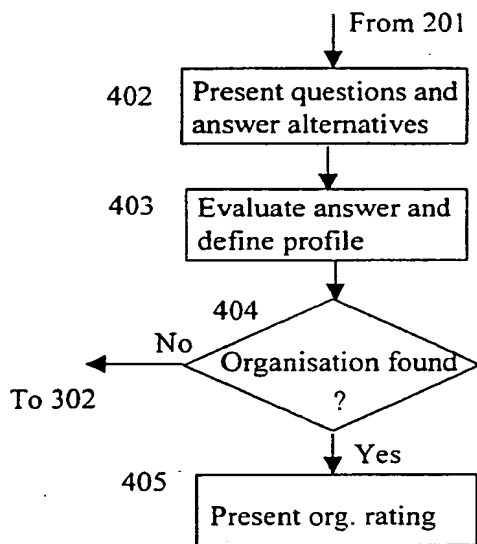 From 201
402
Present questions and
answer alternatives
403
Evaluate answer and
define profile
404
No
Organisation found
?
To 302
Yes
405
Present org. rating